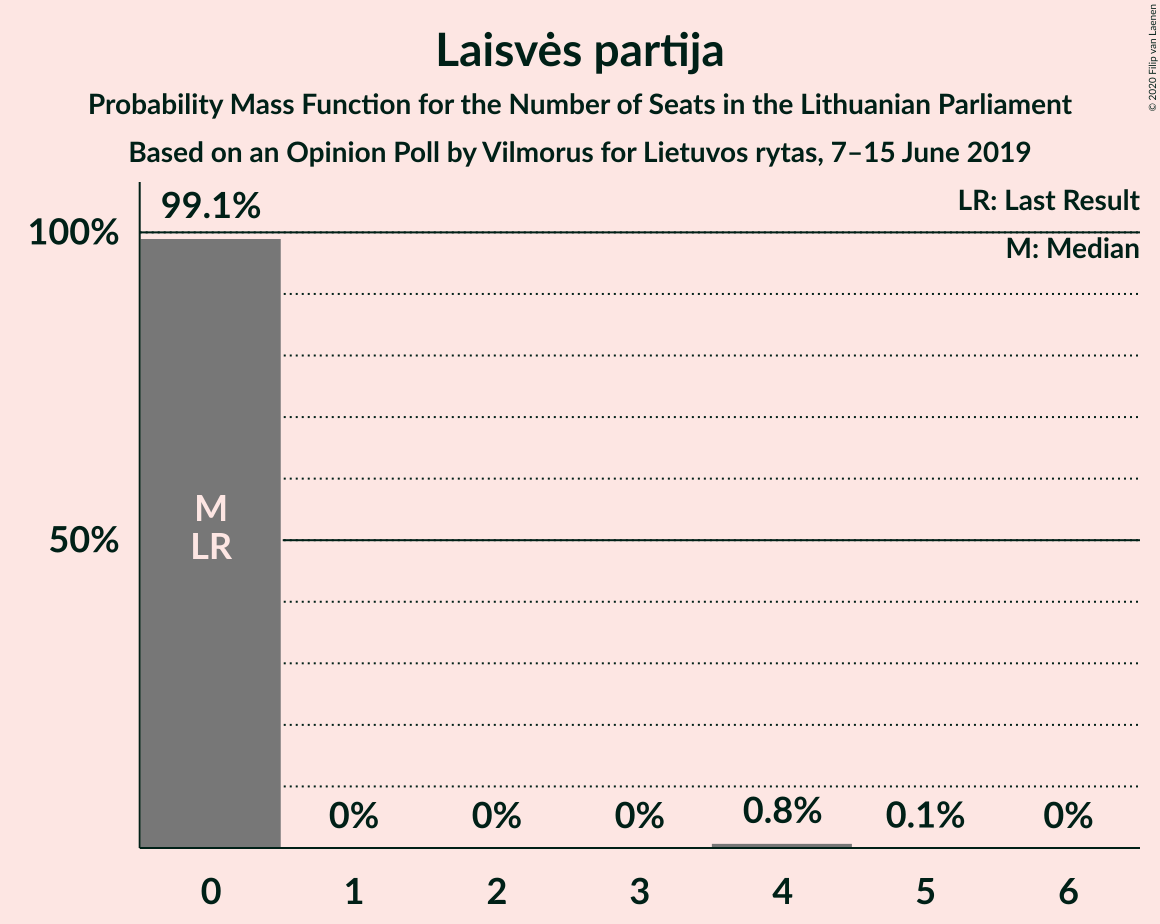 Laisvės partija
Probability Mass Function for the Number of Seats in the Lithuanian Parliament
Based on an Opinion Poll by Vilmorus for Lietuvos rytas, 7–15 June 2019
© 2020 Filip van Laenen
LR: Last Result
M: Median
99.1%
100%
50%
M
LR
0%
0%
0%
0.8%
0.1%
0%
0
1
2
3
4
5
6